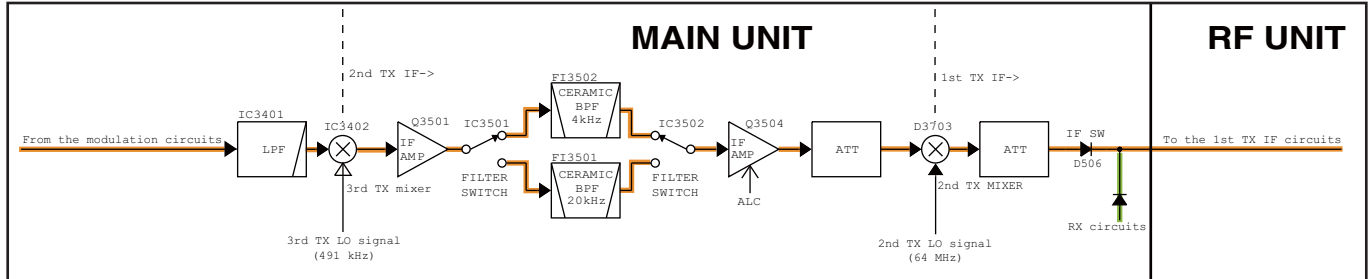 MAIN UNIT
RF UNIT
2nd TX IF->
1st TX IF->
From the modulation circuits
IC3401
LPF
IC3402
3rd TX mixer
3rd TX LO signal
(491 kHz)
Q3501
IF
AMP
IC3501
FILTER
SWITCH
FI3502
CERAMIC
BPF
4kHz
FI3501
CERAMIC
BPF
20kHz
IC3502
FILTER
SWITCH
Q3504
IF
AMP
ALC
ATT
D3703
2nd TX MIXER
2nd TX LO signal
(64 MHz)
ATT
IF SW
D506
RX circuits
To the 1st TX IF circuits